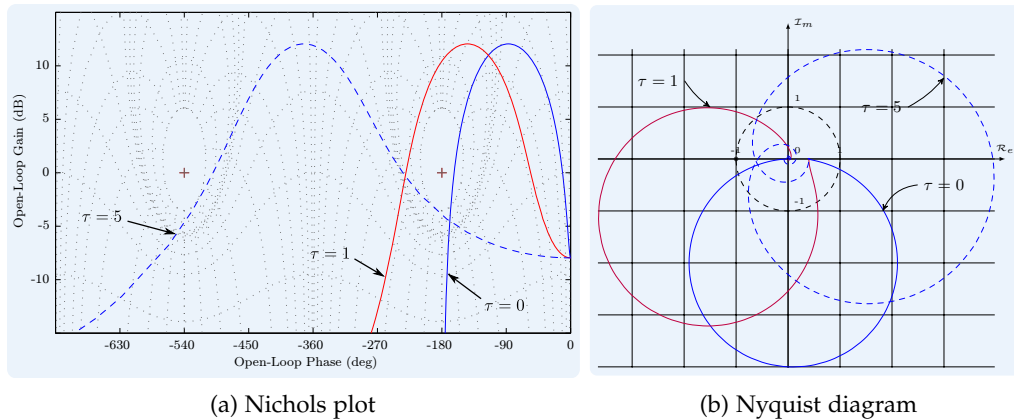 10
5
0
-5
-10
Open-Loop Gain (dB)
τ = 5
τ = 1
τ = 0
-630 -540 -450 -360 -270 -180 -90 0
Open-Loop Phase (deg)
(a) Nichols plot
Im
τ = 1
τ = 5
1
-1 0 1
Re
-1
τ = 0
(b) Nyquist diagram